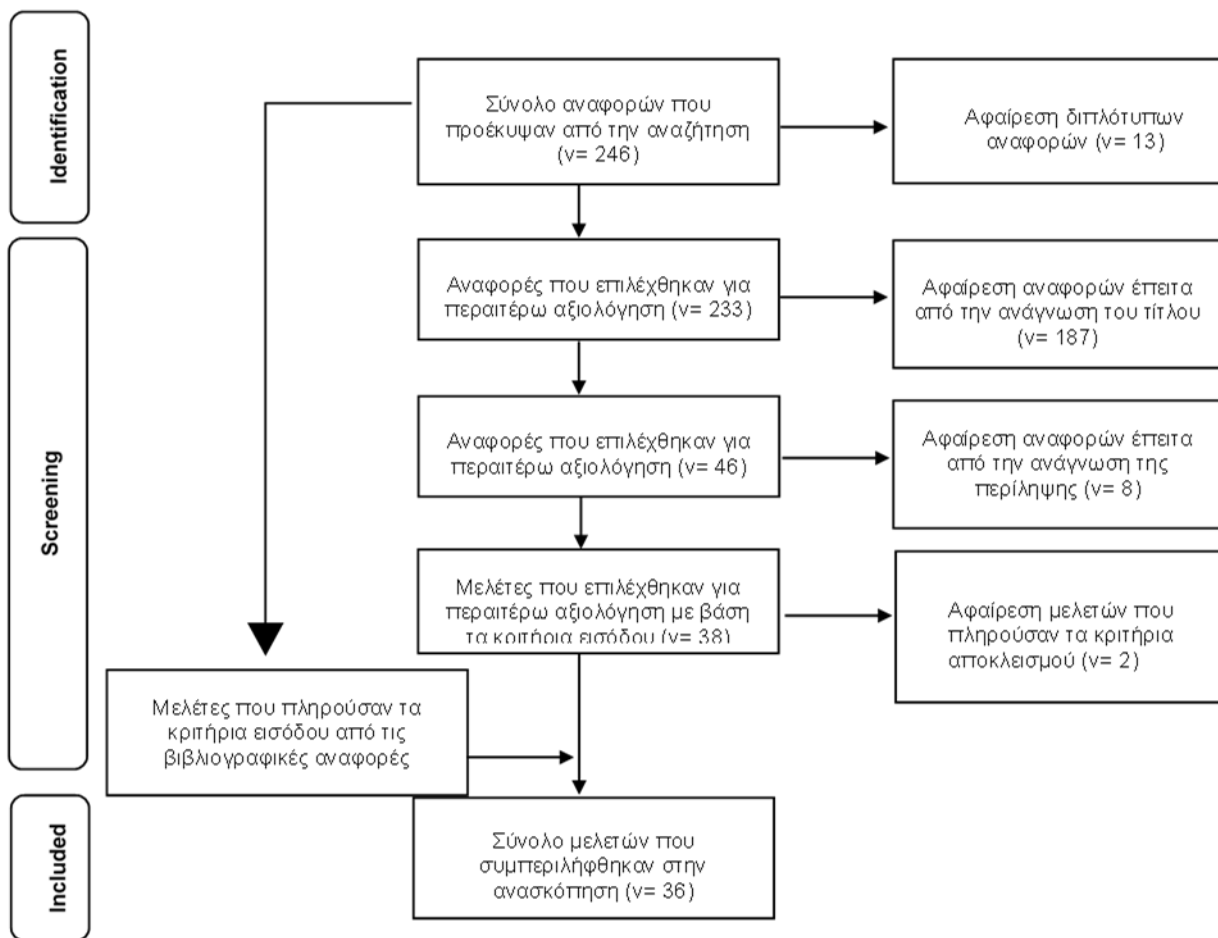 Identification
Σύνολο αναφορών που
προέκυψαν από την αναζήτηση
(ν= 246)
Αφαίρεση διπλότυπων
αναφορών (ν= 13)
Screening
Αναφορές που επιλέχθηκαν για
περαιτέρω αξιολόγηση (ν= 233)
Αφαίρεση αναφορών έπειτα
από την ανάγνωση του τίτλου
(ν= 187)
Αναφορές που επιλέχθηκαν για
περαιτέρω αξιολόγηση (ν= 46)
Αφαίρεση αναφορών έπειτα
από την ανάγνωση της
περίληψης (ν= 8)
Μελέτες που επιλέχθηκαν για
περαιτέρω αξιολόγηση με βάση
τα κριτήρια εισόδου (ν= 38)
Αφαίρεση μελετών που
πληρούσαν τα κριτήρια
αποκλεισμού (ν= 2)
Μελέτες που πληρούσαν τα
κριτήρια εισόδου από τις
βιβλιογραφικές αναφορές
Included
Σύνολο μελετών που
συμπεριλήφθηκαν στην
ανασκόπηση (ν= 36)